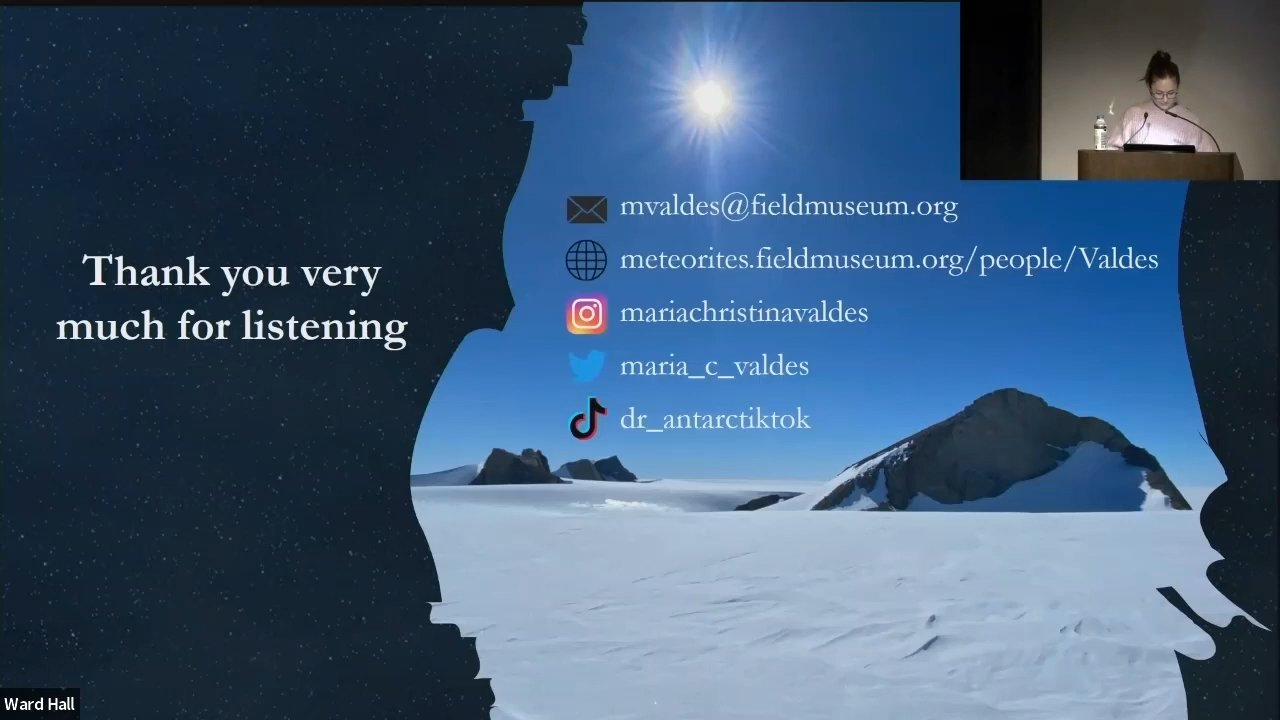 Thank you very
much for listening
mvaldes@fieldmuseum.org
meteorites.fieldmuseum.org/people/Valdes
mariachristinavaldes
maria_c_valdes
dr_antarctiktok
Ward Hall